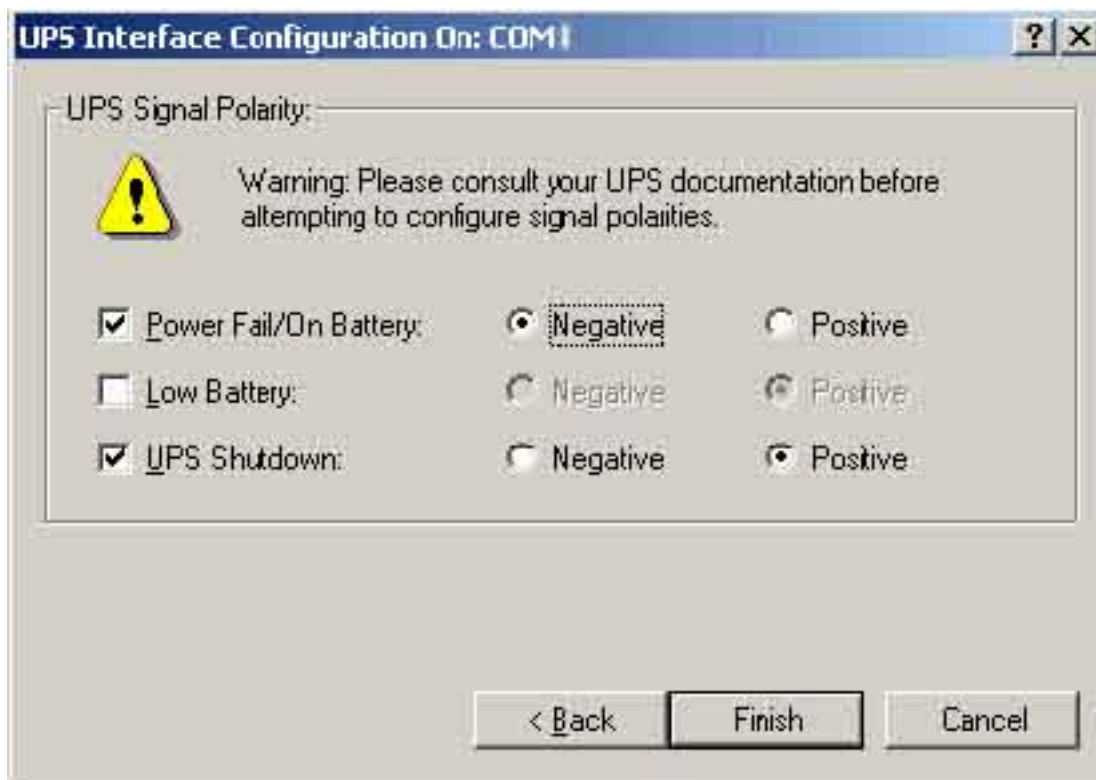 UPS Interface Configuration On: COM1
UPS Signal Polarity:
Warning: Please consult your UPS documentation before
attempting to configure signal polarities.
Power Fail/On Battery: Negative Positive
Low Battery: Negative Positive
UPS Shutdown: Negative Positive
< Back Finish Cancel